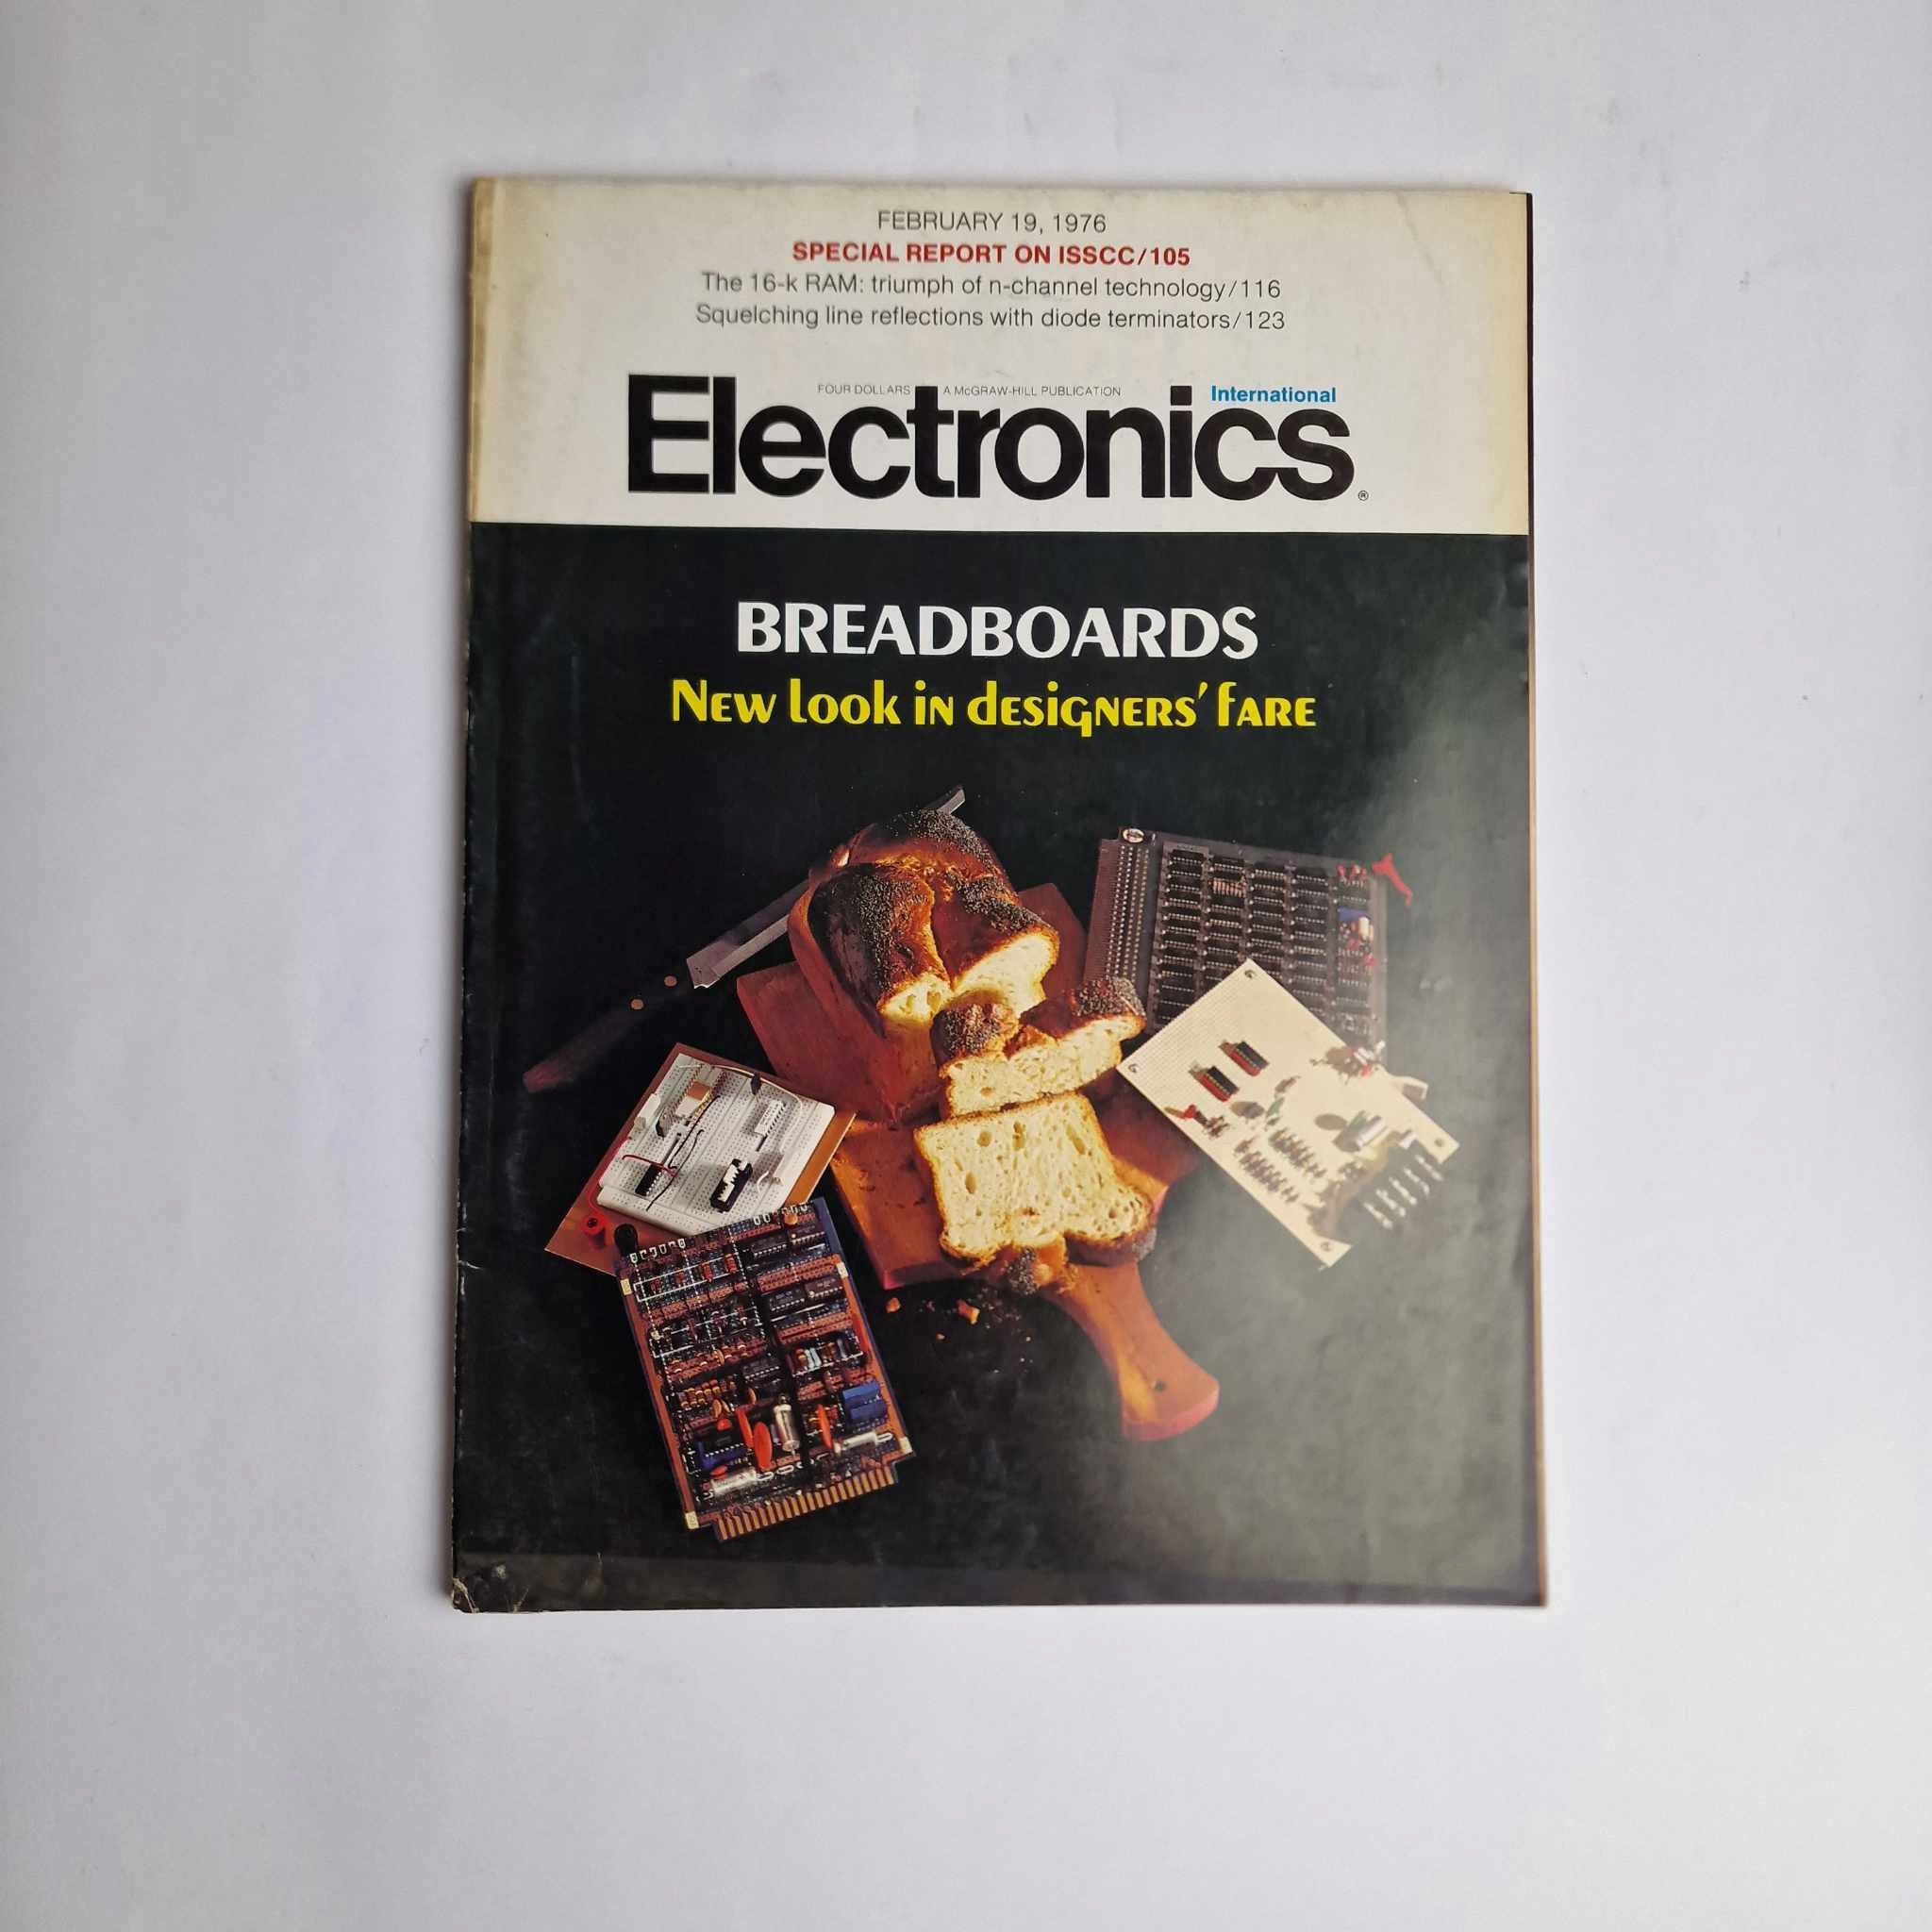 FEBRUARY 19, 1976
SPECIAL REPORT ON ISSCC/105
The 16-k RAM: triumph of n-channel technology/116
Squelching line reflections with diode terminators/123
FOUR DOLLARS A McGRAW-HILL PUBLICATION International
Electronics®
BREADBOARDS
New look in designers' fare